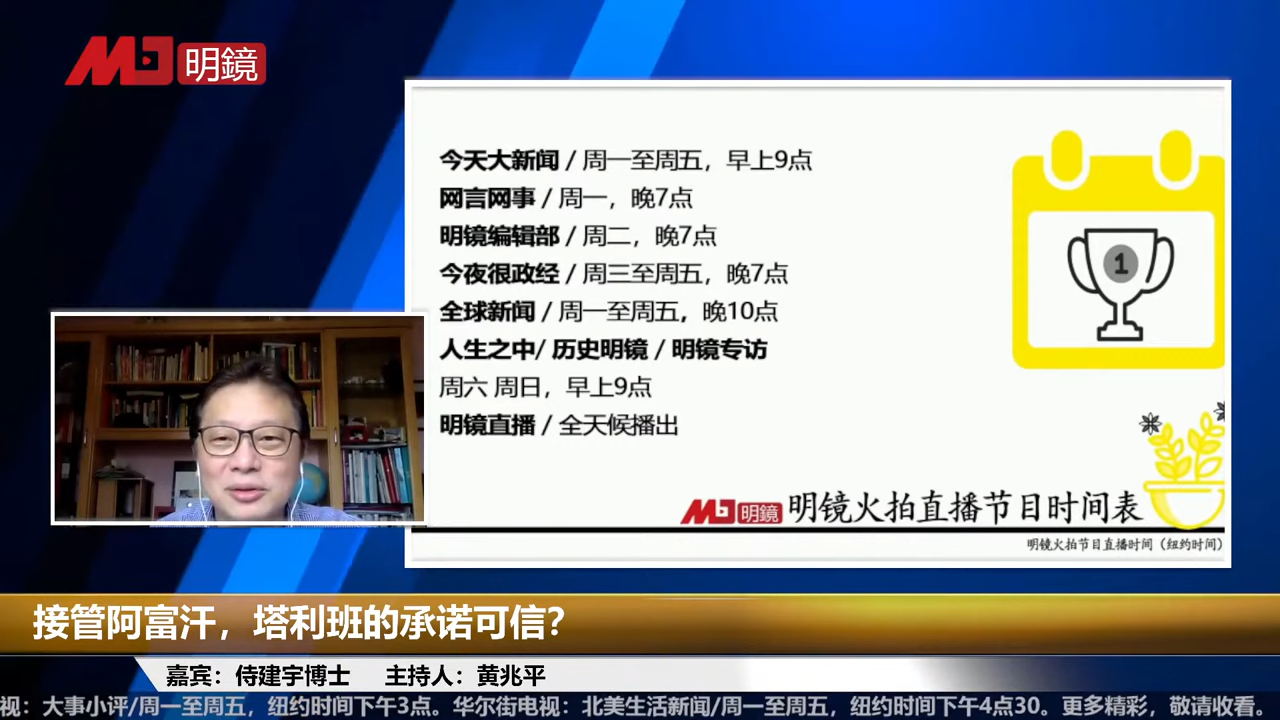 MJ 明鏡
今天大新闻 / 周一至周五，早上9点
网言网事 / 周一，晚7点
明镜编辑部 / 周二，晚7点
今夜很政经 / 周三至周五，晚7点
全球新闻 / 周一至周五，晚10点
人生之中/ 历史明镜 / 明镜专访
周六 周日，早上9点
明镜直播 / 全天候播出
1
MJ 明鏡 明镜火拍直播节目时间表
明镜火拍节目直播时间（纽约时间）
接管阿富汗，塔利班的承诺可信？
嘉宾：侍建宇博士 主持人：黄兆平
视：大事小评/周一至周五，纽约时间下午3点。华尔街电视：北美生活新闻/周一至周五，纽约时间下午4点30。更多精彩，敬请收看。